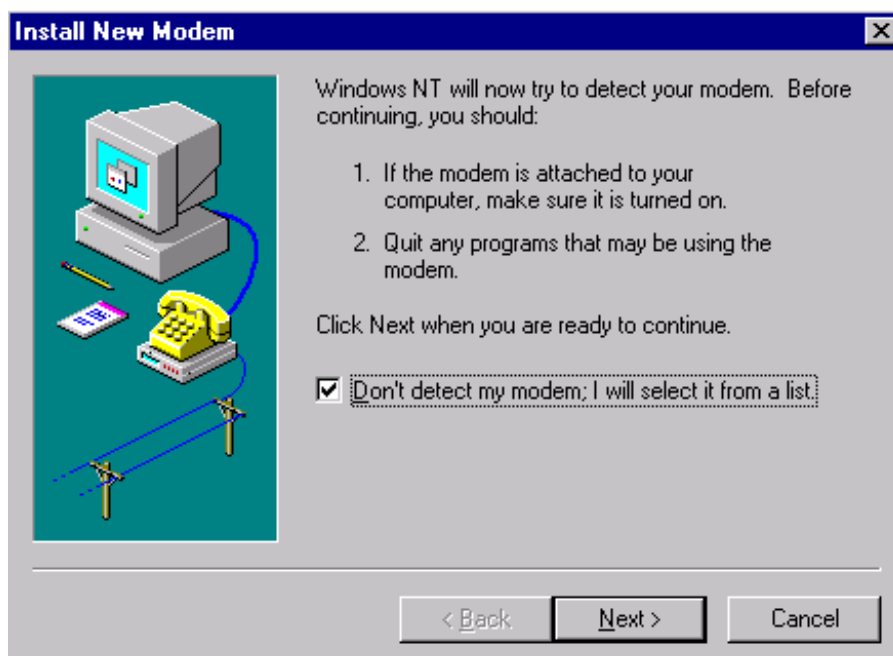 Install New Modem
Windows NT will now try to detect your modem.  Before
continuing, you should:
1.  If the modem is attached to your
computer, make sure it is turned on.
2.  Quit any programs that may be using the
modem.
Click Next when you are ready to continue.
Don't detect my modem; I will select it from a list.
< Back
Next >
Cancel